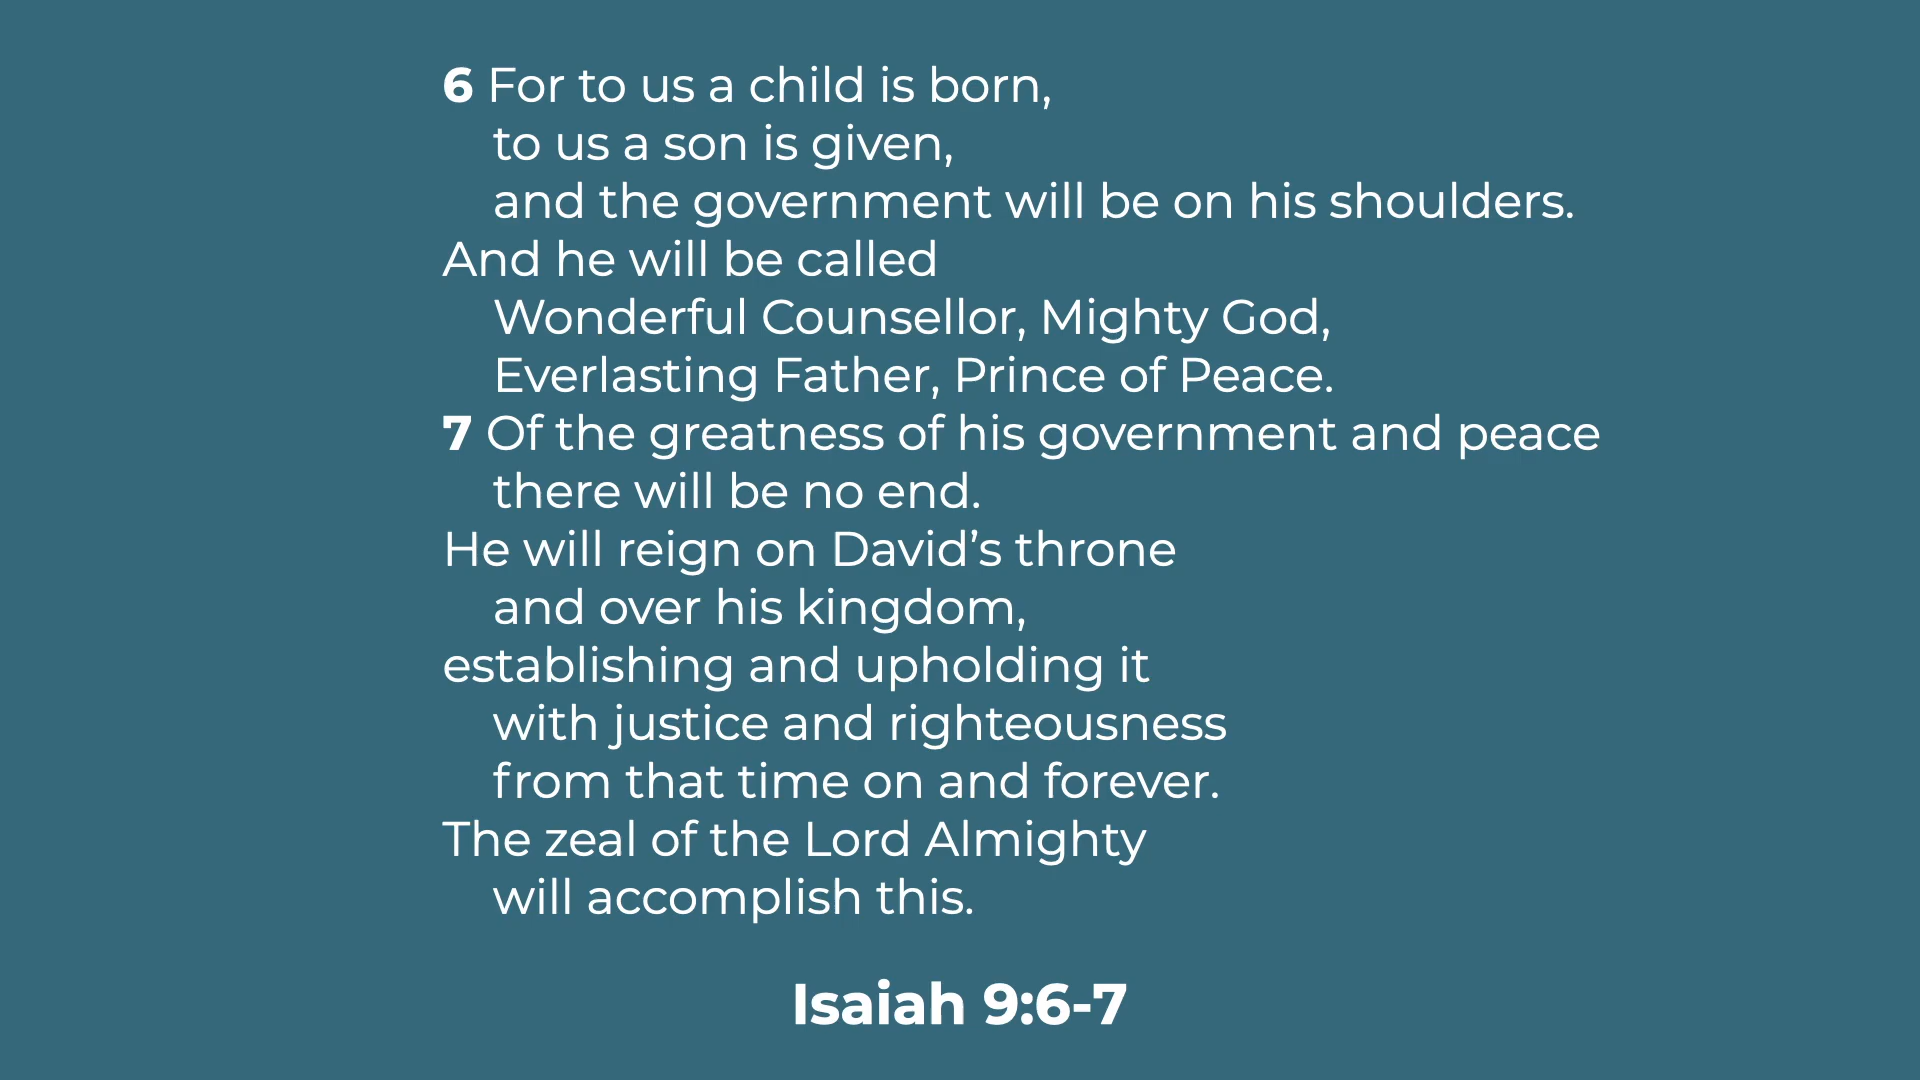 6 For to us a child is born,
to us a son is given,
and the government will be on his shoulders.
And he will be called
Wonderful Counsellor, Mighty God,
Everlasting Father, Prince of Peace.
7 Of the greatness of his government and peace
there will be no end.
He will reign on David’s throne
and over his kingdom,
establishing and upholding it
with justice and righteousness
from that time on and forever.
The zeal of the Lord Almighty
will accomplish this.
Isaiah 9:6-7